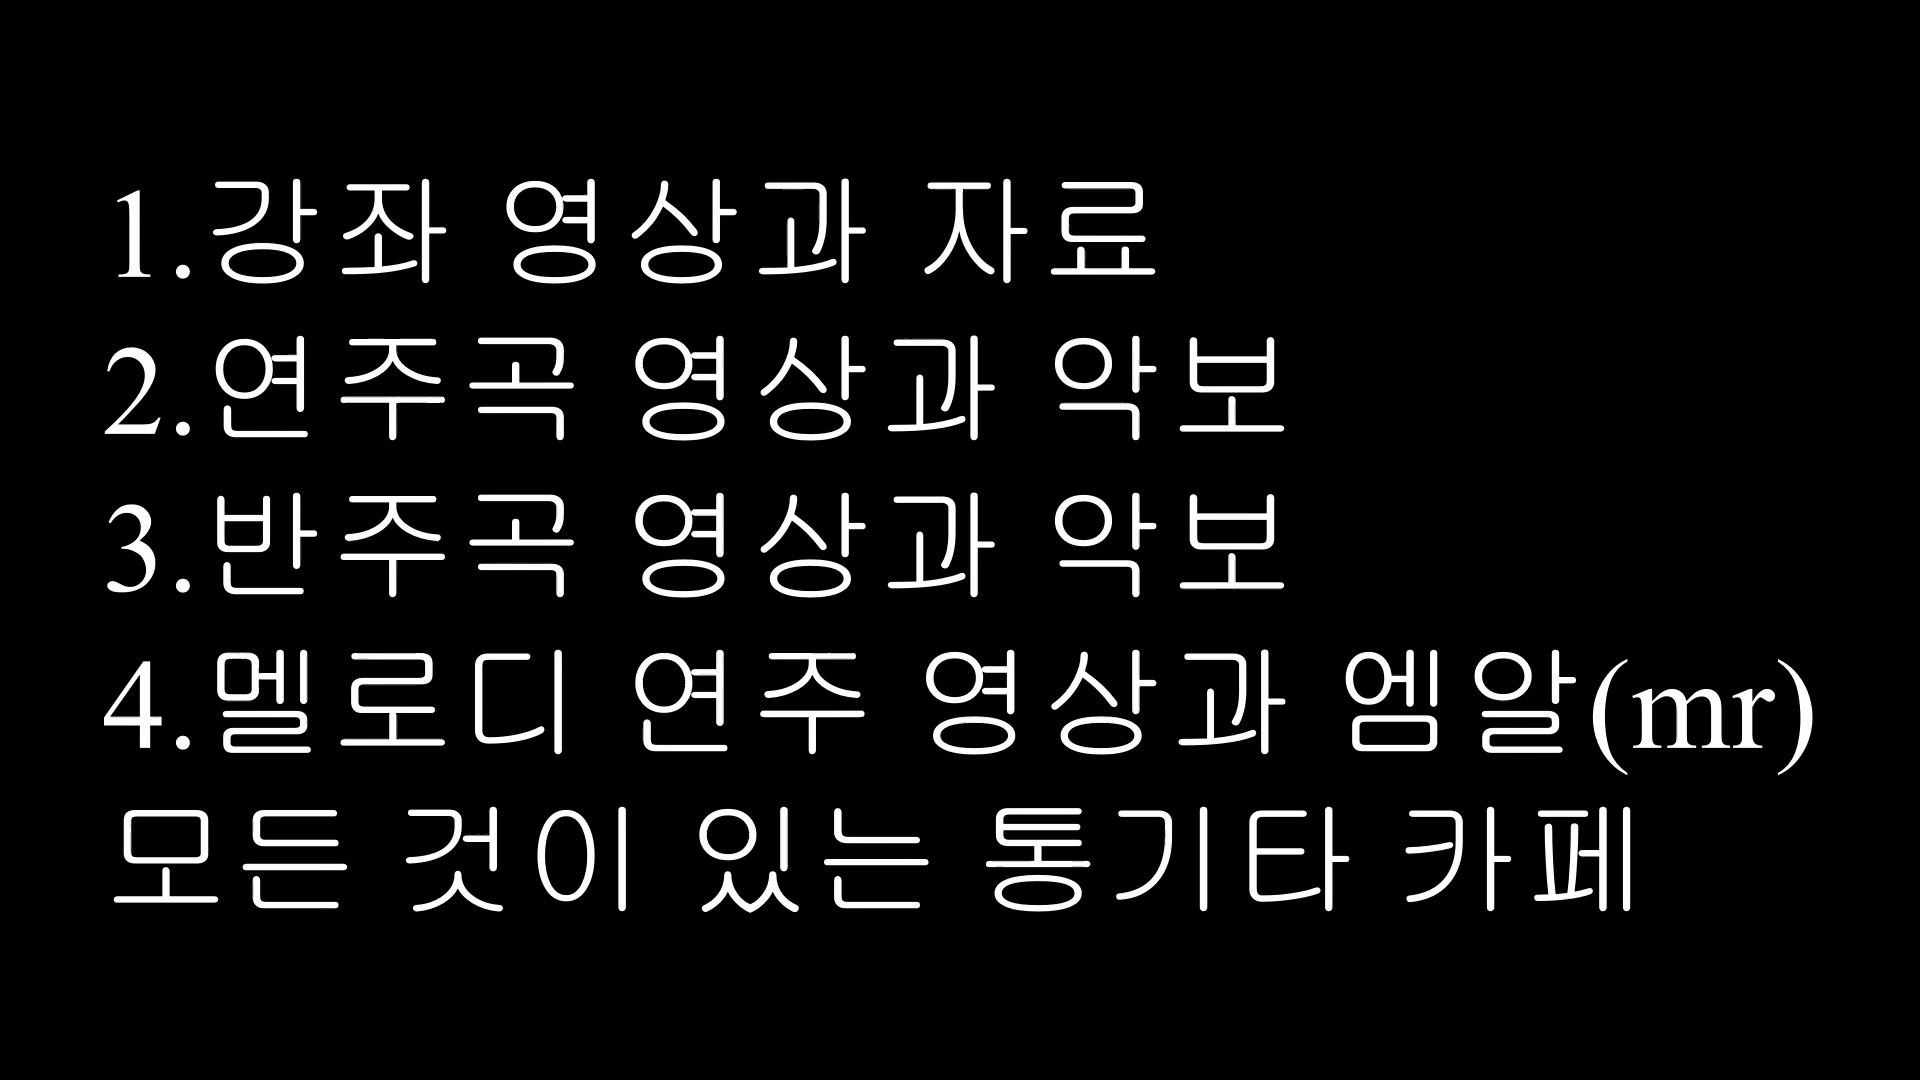 1.강좌 영상과 자료
2.연주곡 영상과 악보
3.반주곡 영상과 악보
4.멜로디 연주 영상과 엠알(mr)
모든 것이 있는 통기타 카페